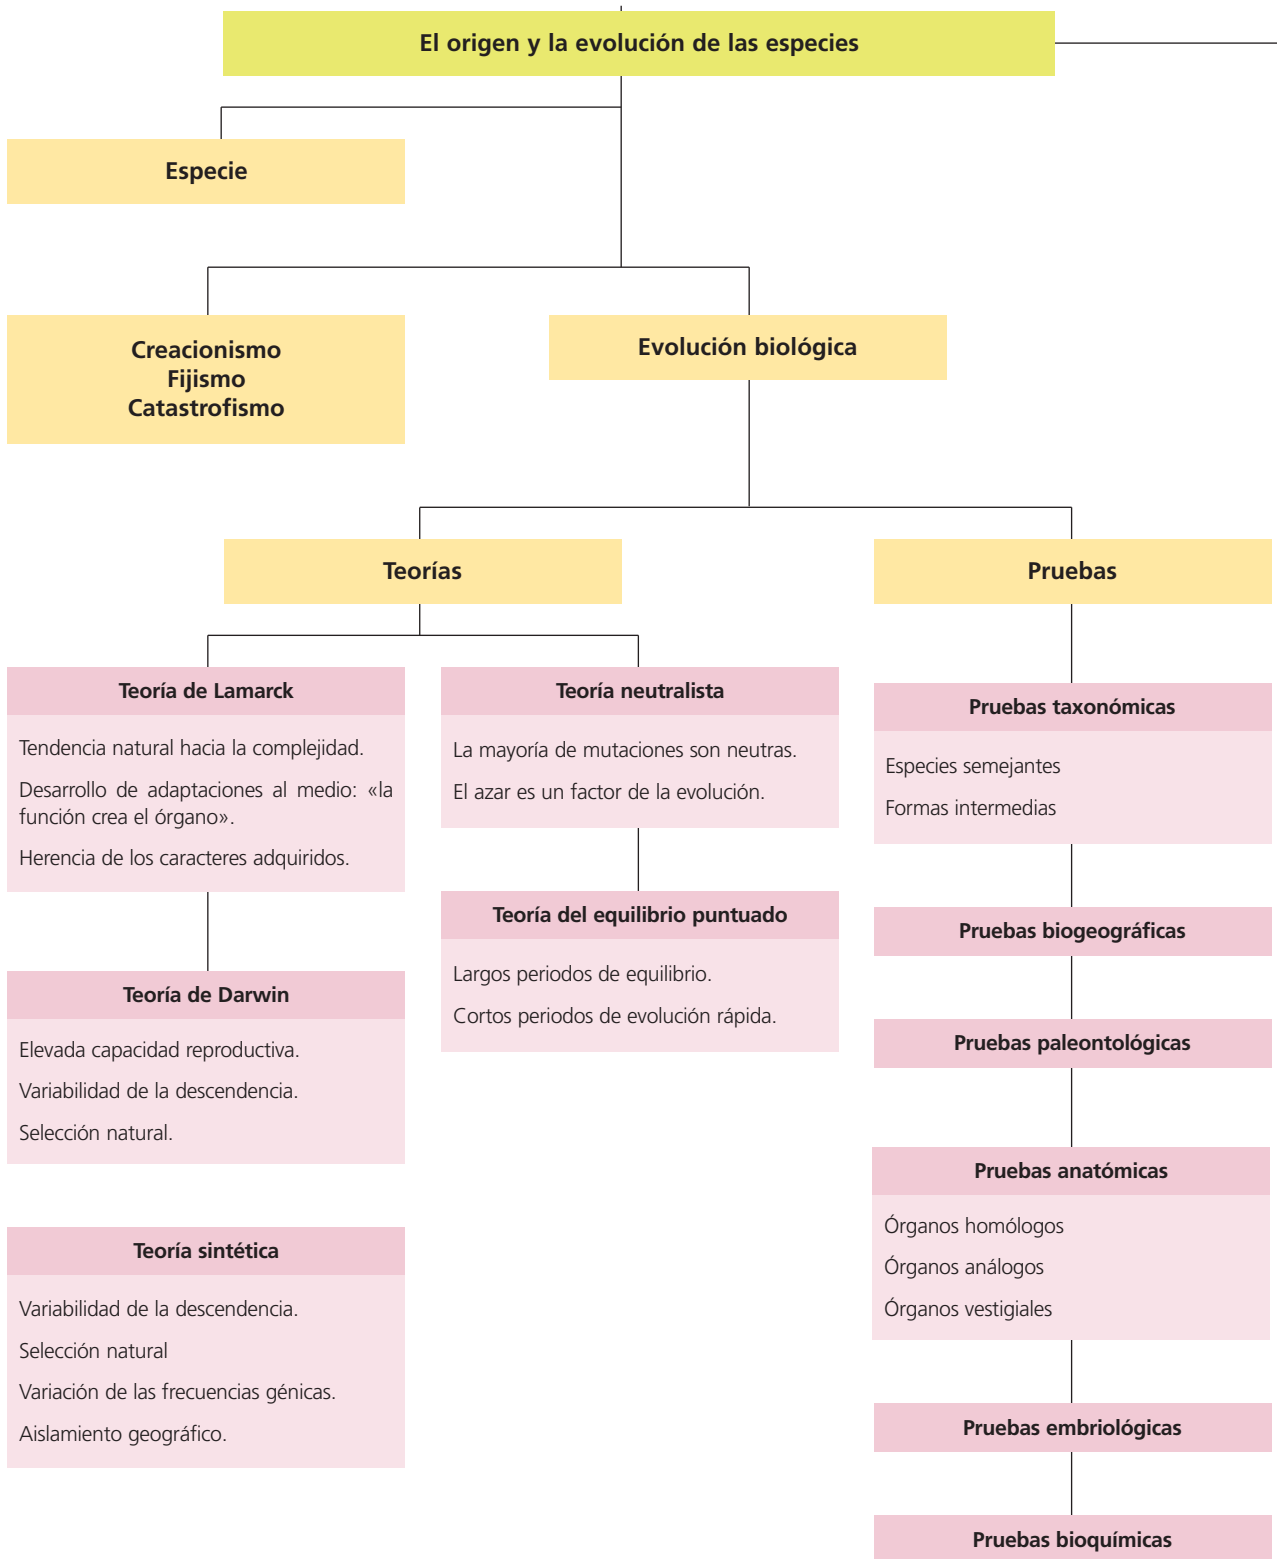 El origen y la evolución de las especies
Especie
Creacionismo
Fijismo
Catastrofismo
Evolución biológica
Teorías
Pruebas
Teoría de Lamarck
Tendencia natural hacia la complejidad.
Desarrollo de adaptaciones al medio: «la
función crea el órgano».
Herencia de los caracteres adquiridos.
Teoría de Darwin
Elevada capacidad reproductiva.
Variabilidad de la descendencia.
Selección natural.
Teoría sintética
Variabilidad de la descendencia.
Selección natural
Variación de las frecuencias génicas.
Aislamiento geográfico.
Teoría neutralista
La mayoría de mutaciones son neutras.
El azar es un factor de la evolución.
Teoría del equilibrio puntuado
Largos periodos de equilibrio.
Cortos periodos de evolución rápida.
Pruebas taxonómicas
Especies semejantes
Formas intermedias
Pruebas biogeográficas
Pruebas paleontológicas
Pruebas anatómicas
Órganos homólogos
Órganos análogos
Órganos vestigiales
Pruebas embriológicas
Pruebas bioquímicas